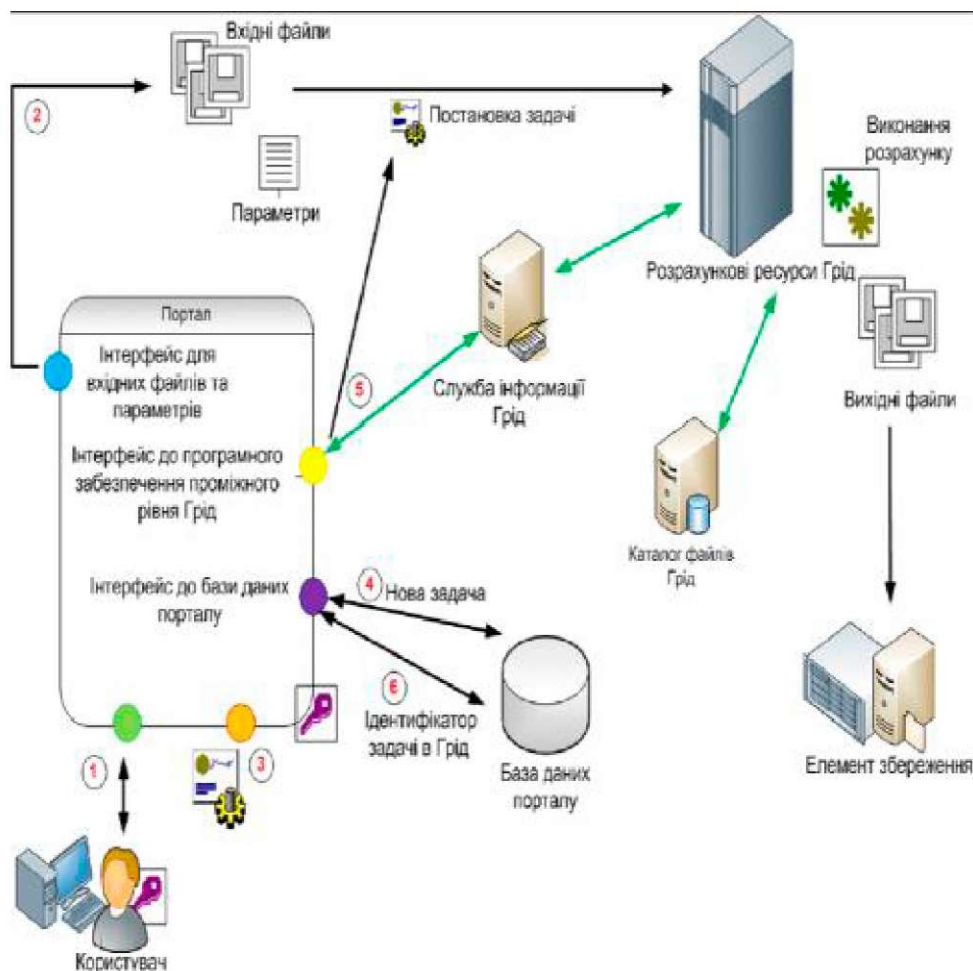 Вхідні файли
2
Постановка задачі
Виконання
розрахунку
Параметри
Розрахункові ресурси Грід
Портал
Інтерфейс для
вхідних файлів та
параметрів
5
Служба інформації
Грід
Вихідні файли
Інтерфейс до програмного
забезпечення проміжного
рівня Грід
Каталог файлів
Грід
Інтерфейс до бази даних
порталу
4
Нова задача
6
Ідентифікатор
задачі в Грід
1
3
База даних
порталу
Елемент збереження
Користувач